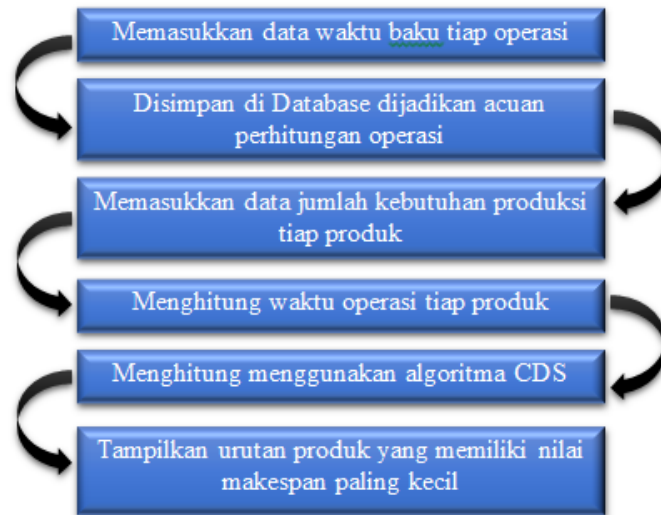 Memasukkan data waktu baku tiap operasi
Disimpan di Database dijadikan acuan
perhitungan operasi
Memasukkan data jumlah kebutuhan produksi
tiap produk
Menghitung waktu operasi tiap produk
Menghitung menggunakan algoritma CDS
Tampilkan urutan produk yang memiliki nilai
makespan paling kecil